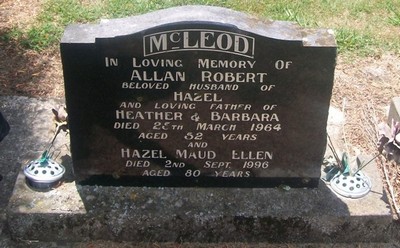 McLEOD
IN LOVING MEMORY OF
ALLAN ROBERT
BELOVED HUSBAND OF
HAZEL
AND LOVING FATHER OF
HEATHER & BARBARA
DIED 25TH MARCH 1964
AGED 52 YEARS
AND
HAZEL MAUD ELLEN
DIED 2ND SEPT. 1996
AGED 80 YEARS